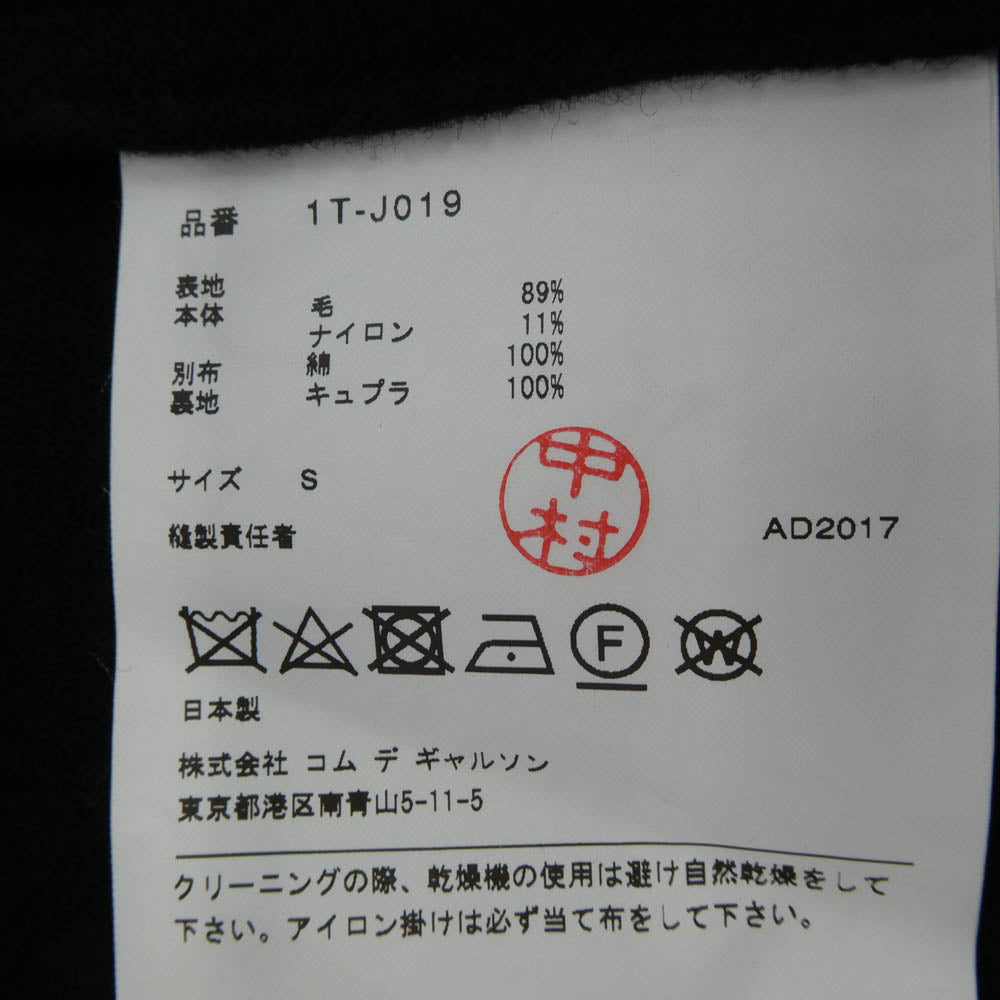 品番 1T-J019
表地
本体 毛 89%
ナイロン 11%
別布 綿 100%
裏地 キュプラ 100%
サイズ S
中村
縫製責任者 AD2017
F W
日本製
株式会社 コム デ ギャルソン
東京都港区南青山5-11-5
クリーニングの際、乾燥機の使用は避け自然乾燥をして
下さい。アイロン掛けは必ず当て布をして下さい。